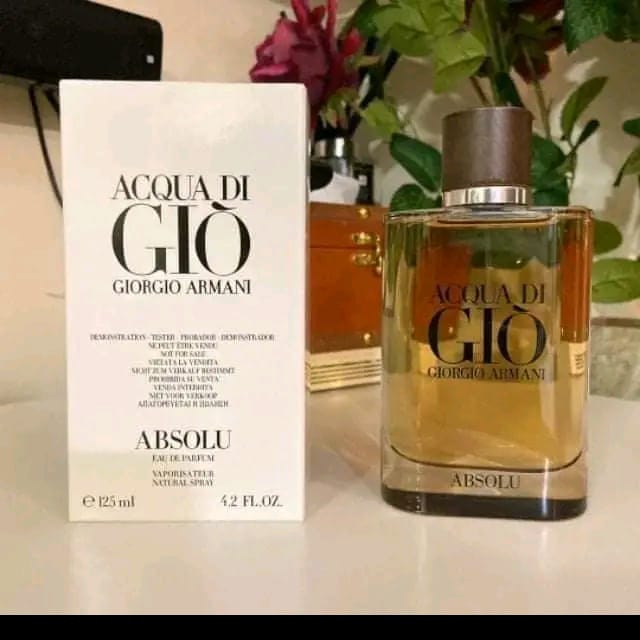 ACQUA DI
GIÒ
GIORGIO ARMANI
DEMONSTRATION - TESTER - PROBADOR - DEMONSTRADOR
NE PEUT ÊTRE VENDU
NOT FOR SALE
VIETATA LA VENDITA
NICHT ZUM VERKAUF BESTIMMT
PROHIBIDA SU VENTA
VENDA INTERDITA
NIET VOOR VERKOOP
ΑΠΑΓΟΡΕΥΕΤΑΙ Η ΠΩΛΗΣΗ
ABSOLU
EAU DE PARFUM
VAPORISATEUR
NATURAL SPRAY
℮ 125 ml 4.2 FL.OZ.
ACQUA DI
GIÒ
GIORGIO ARMANI
ABSOLU